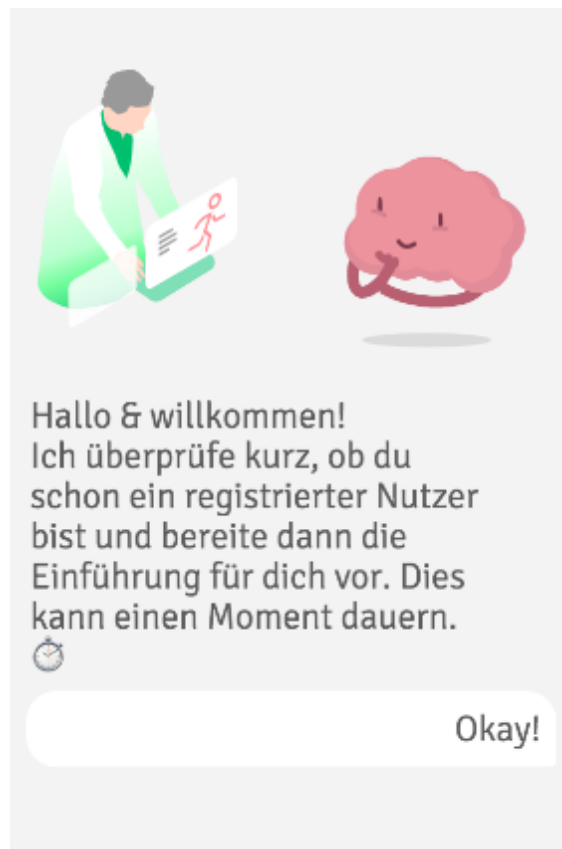 Hallo & willkommen!
Ich überprüfe kurz, ob du
schon ein registrierter Nutzer
bist und bereite dann die
Einführung für dich vor. Dies
kann einen Moment dauern.
⏱
Okay!